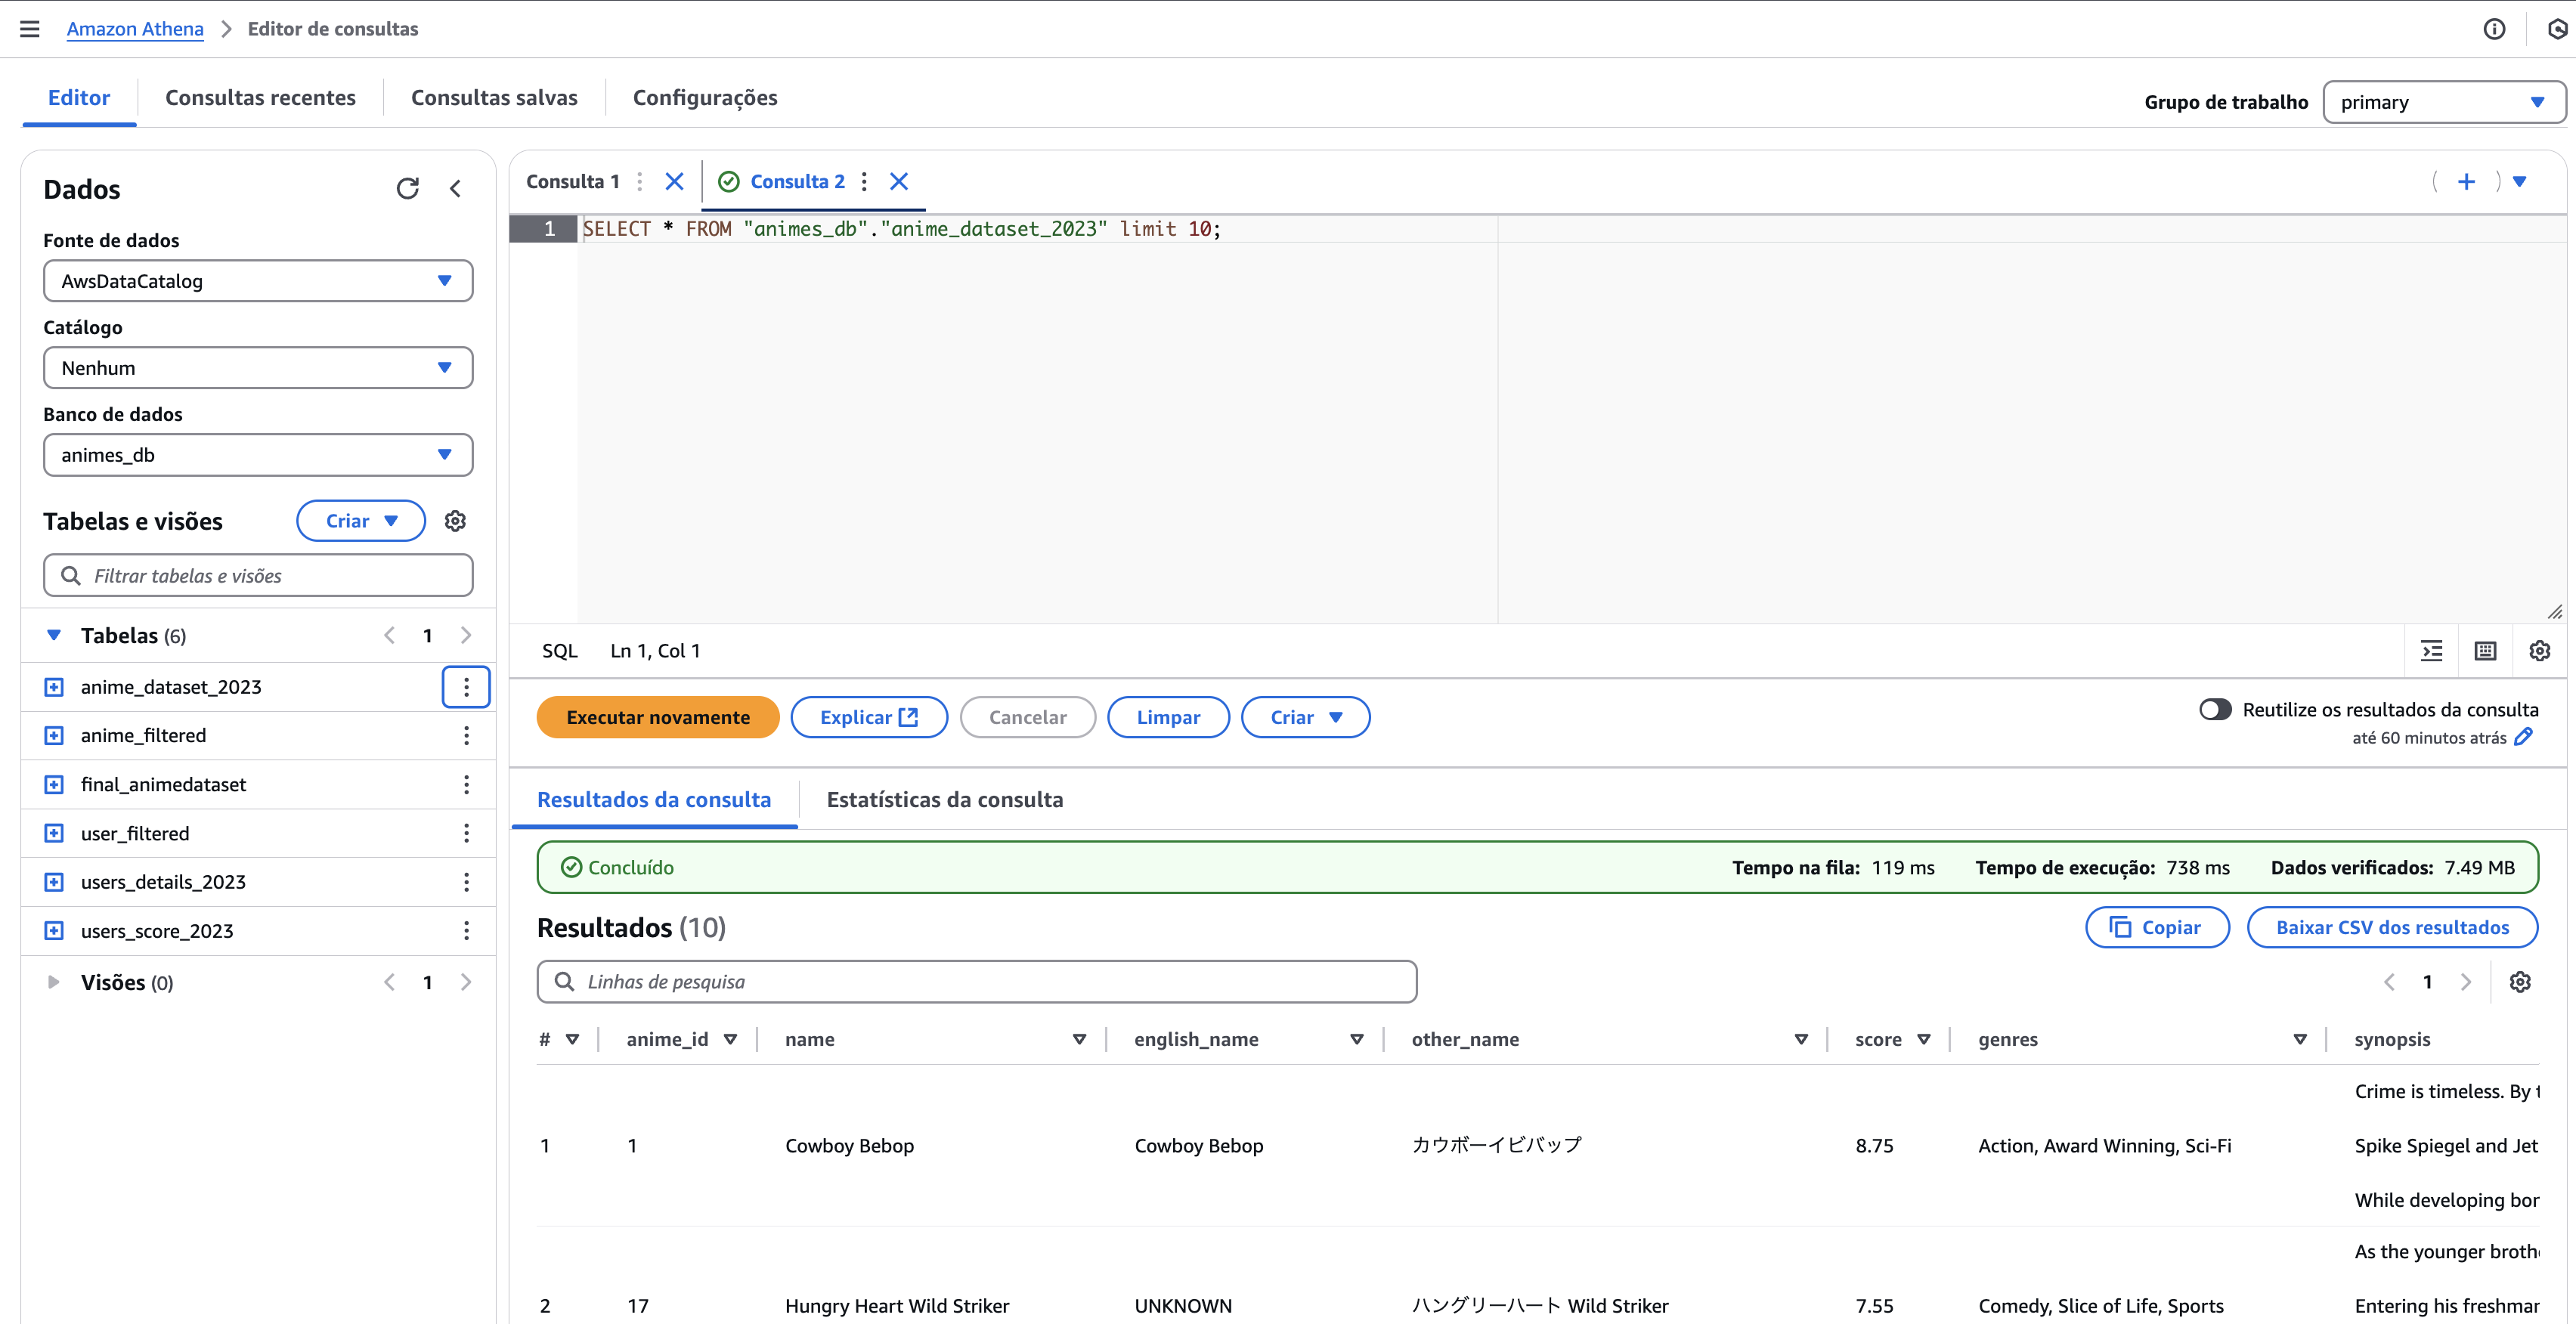 Amazon Athena > Editor de consultas
Editor Consultas recentes Consultas salvas Configurações Grupo de trabalho primary
Dados
Fonte de dados
AwsDataCatalog
Catálogo
Nenhum
Banco de dados
animes_db
Tabelas e visões Criar
Filtrar tabelas e visões
Tabelas (6) 1
anime_dataset_2023
anime_filtered
final_animedataset
user_filtered
users_details_2023
users_score_2023
Visões (0) 1
Consulta 1 Consulta 2
1 SELECT * FROM "animes_db"."anime_dataset_2023" limit 10;
SQL Ln 1, Col 1
Executar novamente Explicar Cancelar Limpar Criar
Reutilize os resultados da consulta
até 60 minutos atrás
Resultados da consulta Estatísticas da consulta
Concluído Tempo na fila: 119 ms Tempo de execução: 738 ms Dados verificados: 7.49 MB
Resultados (10) Copiar Baixar CSV dos resultados
Linhas de pesquisa 1
# anime_id name english_name other_name score genres synopsis
Crime is timeless. By
1 1 Cowboy Bebop Cowboy Bebop カウボーイビバップ 8.75 Action, Award Winning, Sci-Fi Spike Spiegel and Jet
While developing
As the younger
2 17 Hungry Heart Wild Striker UNKNOWN ハングリーハート Wild Striker 7.55 Comedy, Slice of Life, Sports Entering his